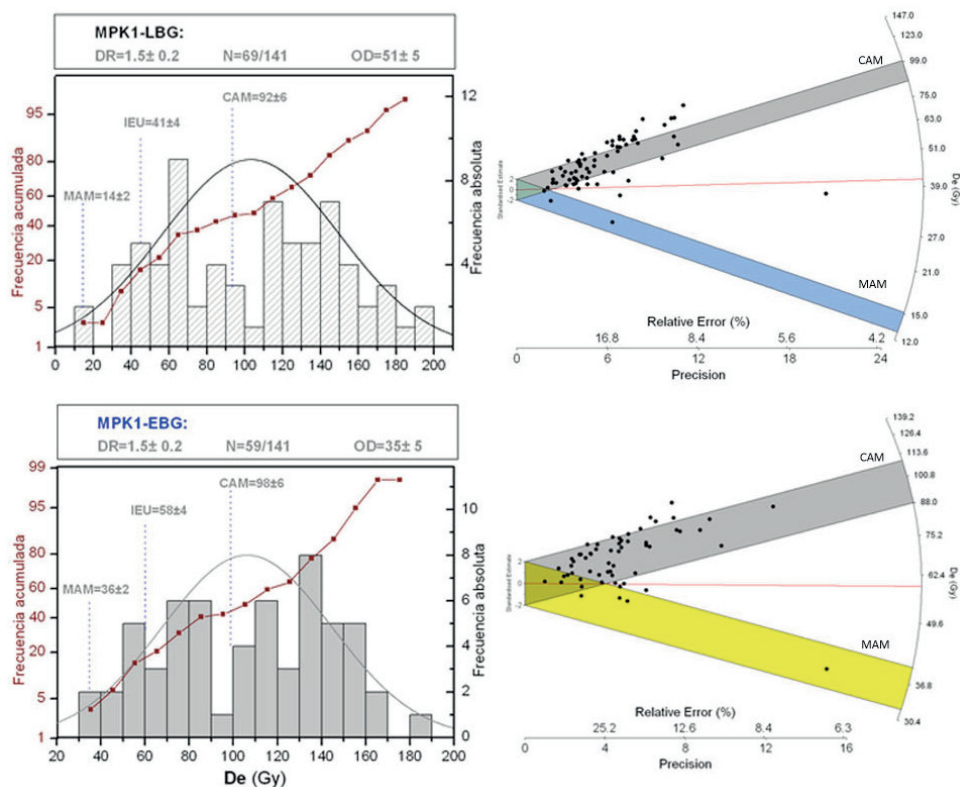 MPK1-LBG:
DR=1.5± 0.2 N=69/141 OD=51± 5
95
80
60
40
20
5
1
Frecuencia acumulada
MAM=14±2
IEU=41±4
CAM=92±6
12
8
4
0
Frecuencia absoluta
0 20 40 60 80 100 120 140 160 180 200
147.0
123.0
99.0
75.0
63.0
51.0
39.0
27.0
21.0
15.0
12.0
De (Gy)
CAM
MAM
Standardised Estimate
2
0
-2
Relative Error (%)
16.8 8.4 5.6 4.2
0 6 12 18 24
Precision
MPK1-EBG:
DR=1.5± 0.2 N=59/141 OD=35± 5
99
95
80
60
40
20
5
1
Frecuencia acumulada
MAM=36±2
IEU=58±4
CAM=98±6
10
8
6
4
2
0
Frecuencia absoluta
20 40 60 80 100 120 140 160 180 200
De (Gy)
139.2
126.4
113.6
100.8
88.0
75.2
62.4
49.6
36.8
30.4
De (Gy)
CAM
MAM
Standardised Estimate
2
0
-2
Relative Error (%)
25.2 12.6 8.4 6.3
0 4 8 12 16
Precision